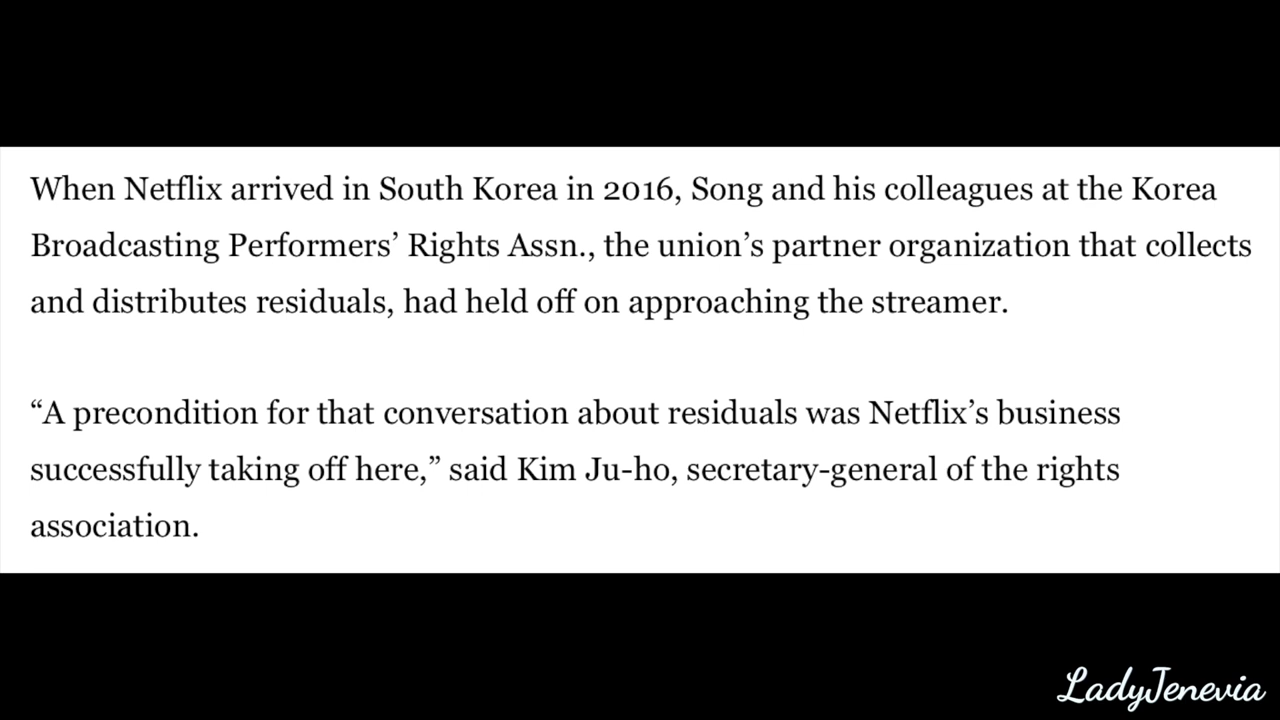 When Netflix arrived in South Korea in 2016, Song and his colleagues at the Korea
Broadcasting Performers’ Rights Assn., the union’s partner organization that collects
and distributes residuals, had held off on approaching the streamer.
“A precondition for that conversation about residuals was Netflix’s business
successfully taking off here,” said Kim Ju-ho, secretary-general of the rights
association.
LadyJenevia